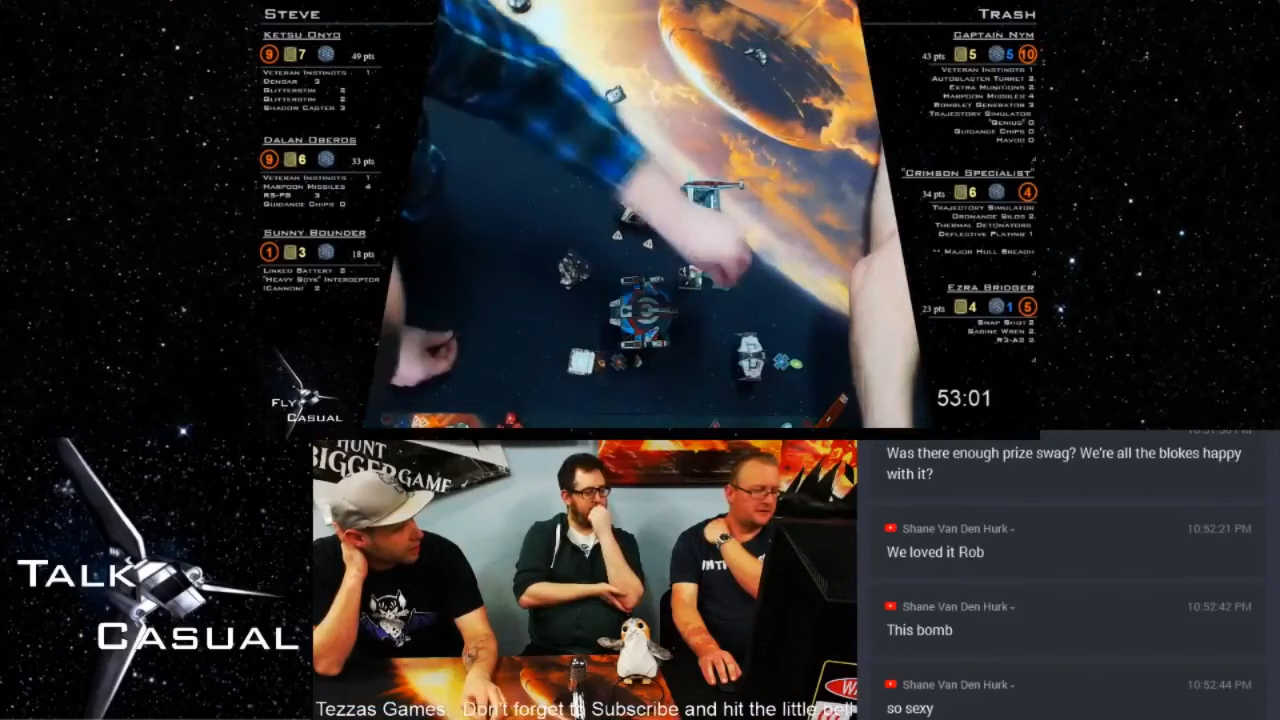 STEVE
KETSU ONYO
9 7 49 pts
VETERAN INSTINCTS 1
DENGAR 3
GLITTERSTIM 2
GLITTERSTIM 2
SHADOW CASTER 3
DALAN OBEROS
9 6 33 pts
VETERAN INSTINCTS 1
HARPOON MISSILES 4
R5-P8 3
GUIDANCE CHIPS 0
SUNNY BOUNDER
1 3 18 pts
LINKED BATTERY 2
"HEAVY SCYK" INTERCEPTOR
(CANNON) 2
FLY
CASUAL
TRASH
CAPTAIN NYM
43 pts 5 5 10
VETERAN INSTINCTS 1
AUTOBLASTER TURRET 2
EXTRA MUNITIONS 2
HARPOON MISSILES 4
BOMBLET GENERATOR 3
TRAJECTORY SIMULATOR
"GENIUS" 0
GUIDANCE CHIPS 0
HAVOC 0
"CRIMSON SPECIALIST"
34 pts 6 4
TRAJECTORY SIMULATOR
ORDNANCE SILOS 2
THERMAL DETONATORS
DEFLECTIVE PLATING 1
** MAJOR HULL BREACH
EZRA BRIDGER
23 pts 4 1 5
SNAP SHOT 2
SABINE WREN 2
R3-A2 2
53:01
TALK
CASUAL
HUNT
BIGGER GAME
Tezzas Games. Don't forget to Subscribe and hit the little bell
Was there enough prize swag? We're all the blokes happy
with it?
Shane Van Den Hurk 10:52:21 PM
We loved it Rob
Shane Van Den Hurk 10:52:42 PM
This bomb
Shane Van Den Hurk 10:52:44 PM
so sexy